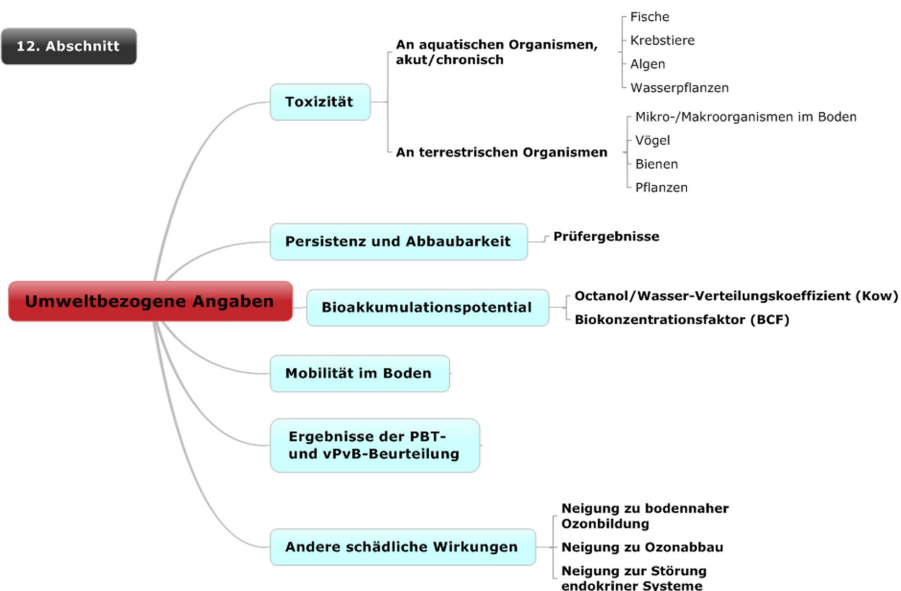 12. Abschnitt
Umweltbezogene Angaben
Toxizität
An aquatischen Organismen,
akut/chronisch
Fische
Krebstiere
Algen
Wasserpflanzen
An terrestrischen Organismen
Mikro-/Makroorganismen im Boden
Vögel
Bienen
Pflanzen
Persistenz und Abbaubarkeit
Prüfergebnisse
Bioakkumulationspotential
Octanol/Wasser-Verteilungskoeffizient (Kow)
Biokonzentrationsfaktor (BCF)
Mobilität im Boden
Ergebnisse der PBT-
und vPvB-Beurteilung
Andere schädliche Wirkungen
Neigung zu bodennaher
Ozonbildung
Neigung zu Ozonabbau
Neigung zur Störung
endokriner Systeme